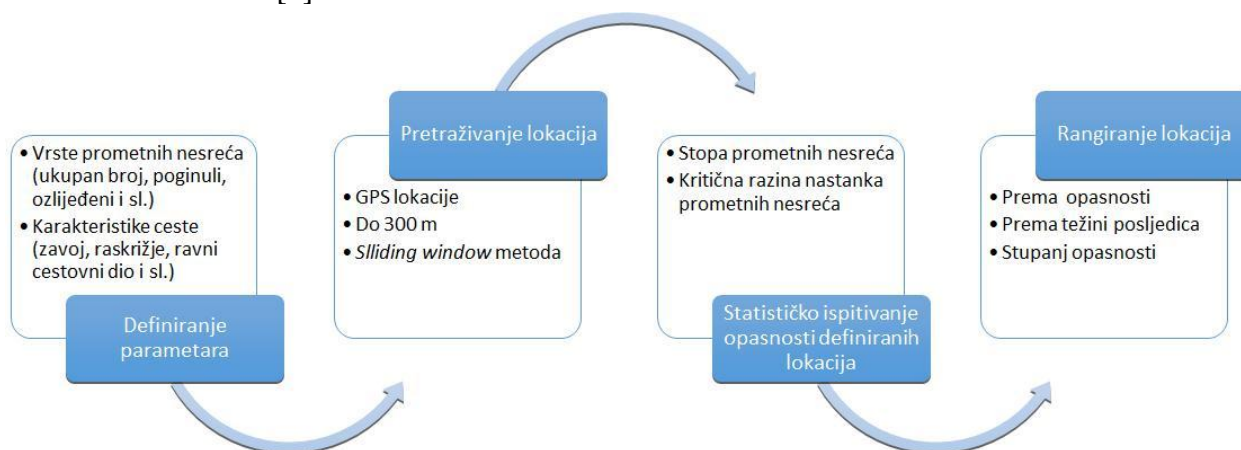 • Vrste prometnih nesreća
(ukupan broj, poginuli,
ozlijeđeni i sl.)
• Karakteristike ceste
(zavoj, raskrižje, ravni
cestovni dio i sl.)
Definiranje
parametara
Pretraživanje lokacija
• GPS lokacije
• Do 300 m
• Slliding window metoda
• Stopa prometnih nesreća
• Kritična razina nastanka
prometnih nesreća
Statističko ispitivanje
opasnosti definiranih
lokacija
Rangiranje lokacija
• Prema opasnosti
• Prema težini posljedica
• Stupanj opasnosti